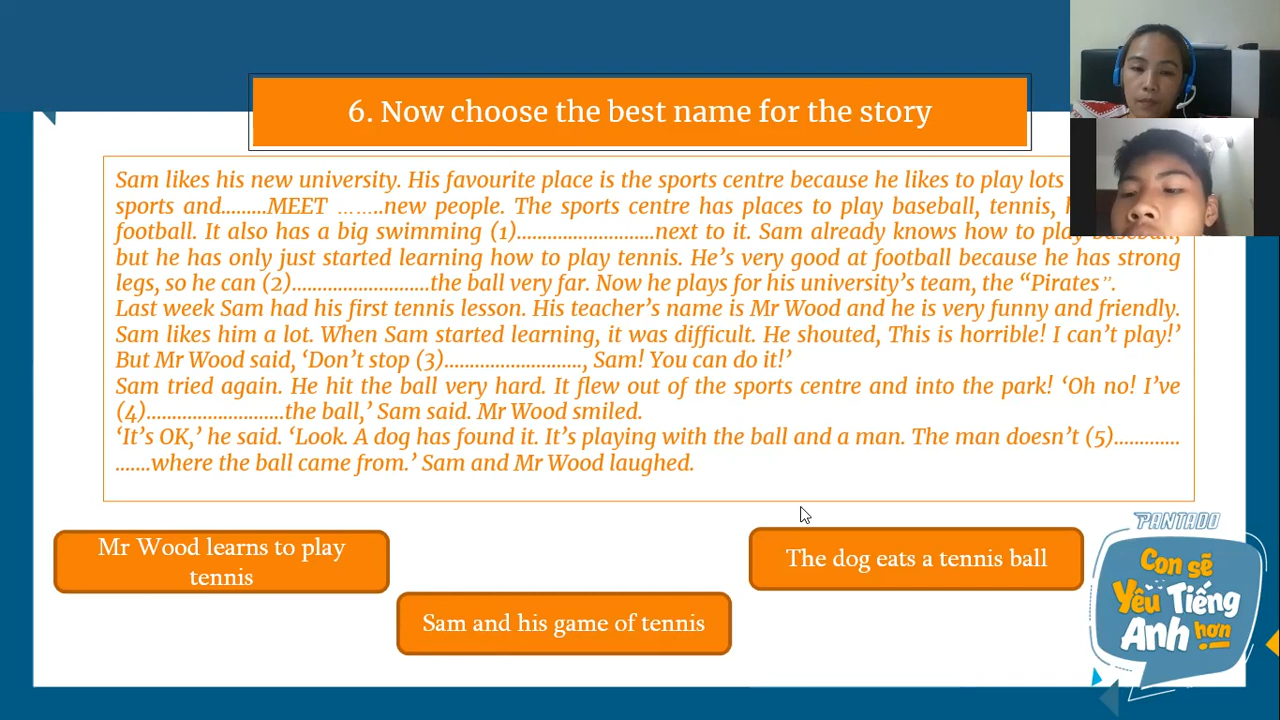 6. Now choose the best name for the story
Sam likes his new university. His favourite place is the sports centre because he likes to play lots
sports and.........MEET ........new people. The sports centre has places to play baseball, tennis,
football. It also has a big swimming (1)...........................next to it. Sam already knows how to play baseball,
but he has only just started learning how to play tennis. He's very good at football because he has strong
legs, so he can (2)...........................the ball very far. Now he plays for his university's team, the “Pirates”.
Last week Sam had his first tennis lesson. His teacher's name is Mr Wood and he is very funny and friendly.
Sam likes him a lot. When Sam started learning, it was difficult. He shouted, This is horrible! I can't play!’
But Mr Wood said, ‘Don't stop (3)..........................., Sam! You can do it!’
Sam tried again. He hit the ball very hard. It flew out of the sports centre and into the park! ‘Oh no! I've
(4)...........................the ball,’ Sam said. Mr Wood smiled.
‘It's OK,’ he said. ‘Look. A dog has found it. It's playing with the ball and a man. The man doesn't (5).............
.......where the ball came from.’ Sam and Mr Wood laughed.
Mr Wood learns to play
tennis
Sam and his game of tennis
The dog eats a tennis ball
PANTADO
Con sẽ
Yêu Tiếng
Anh hơn